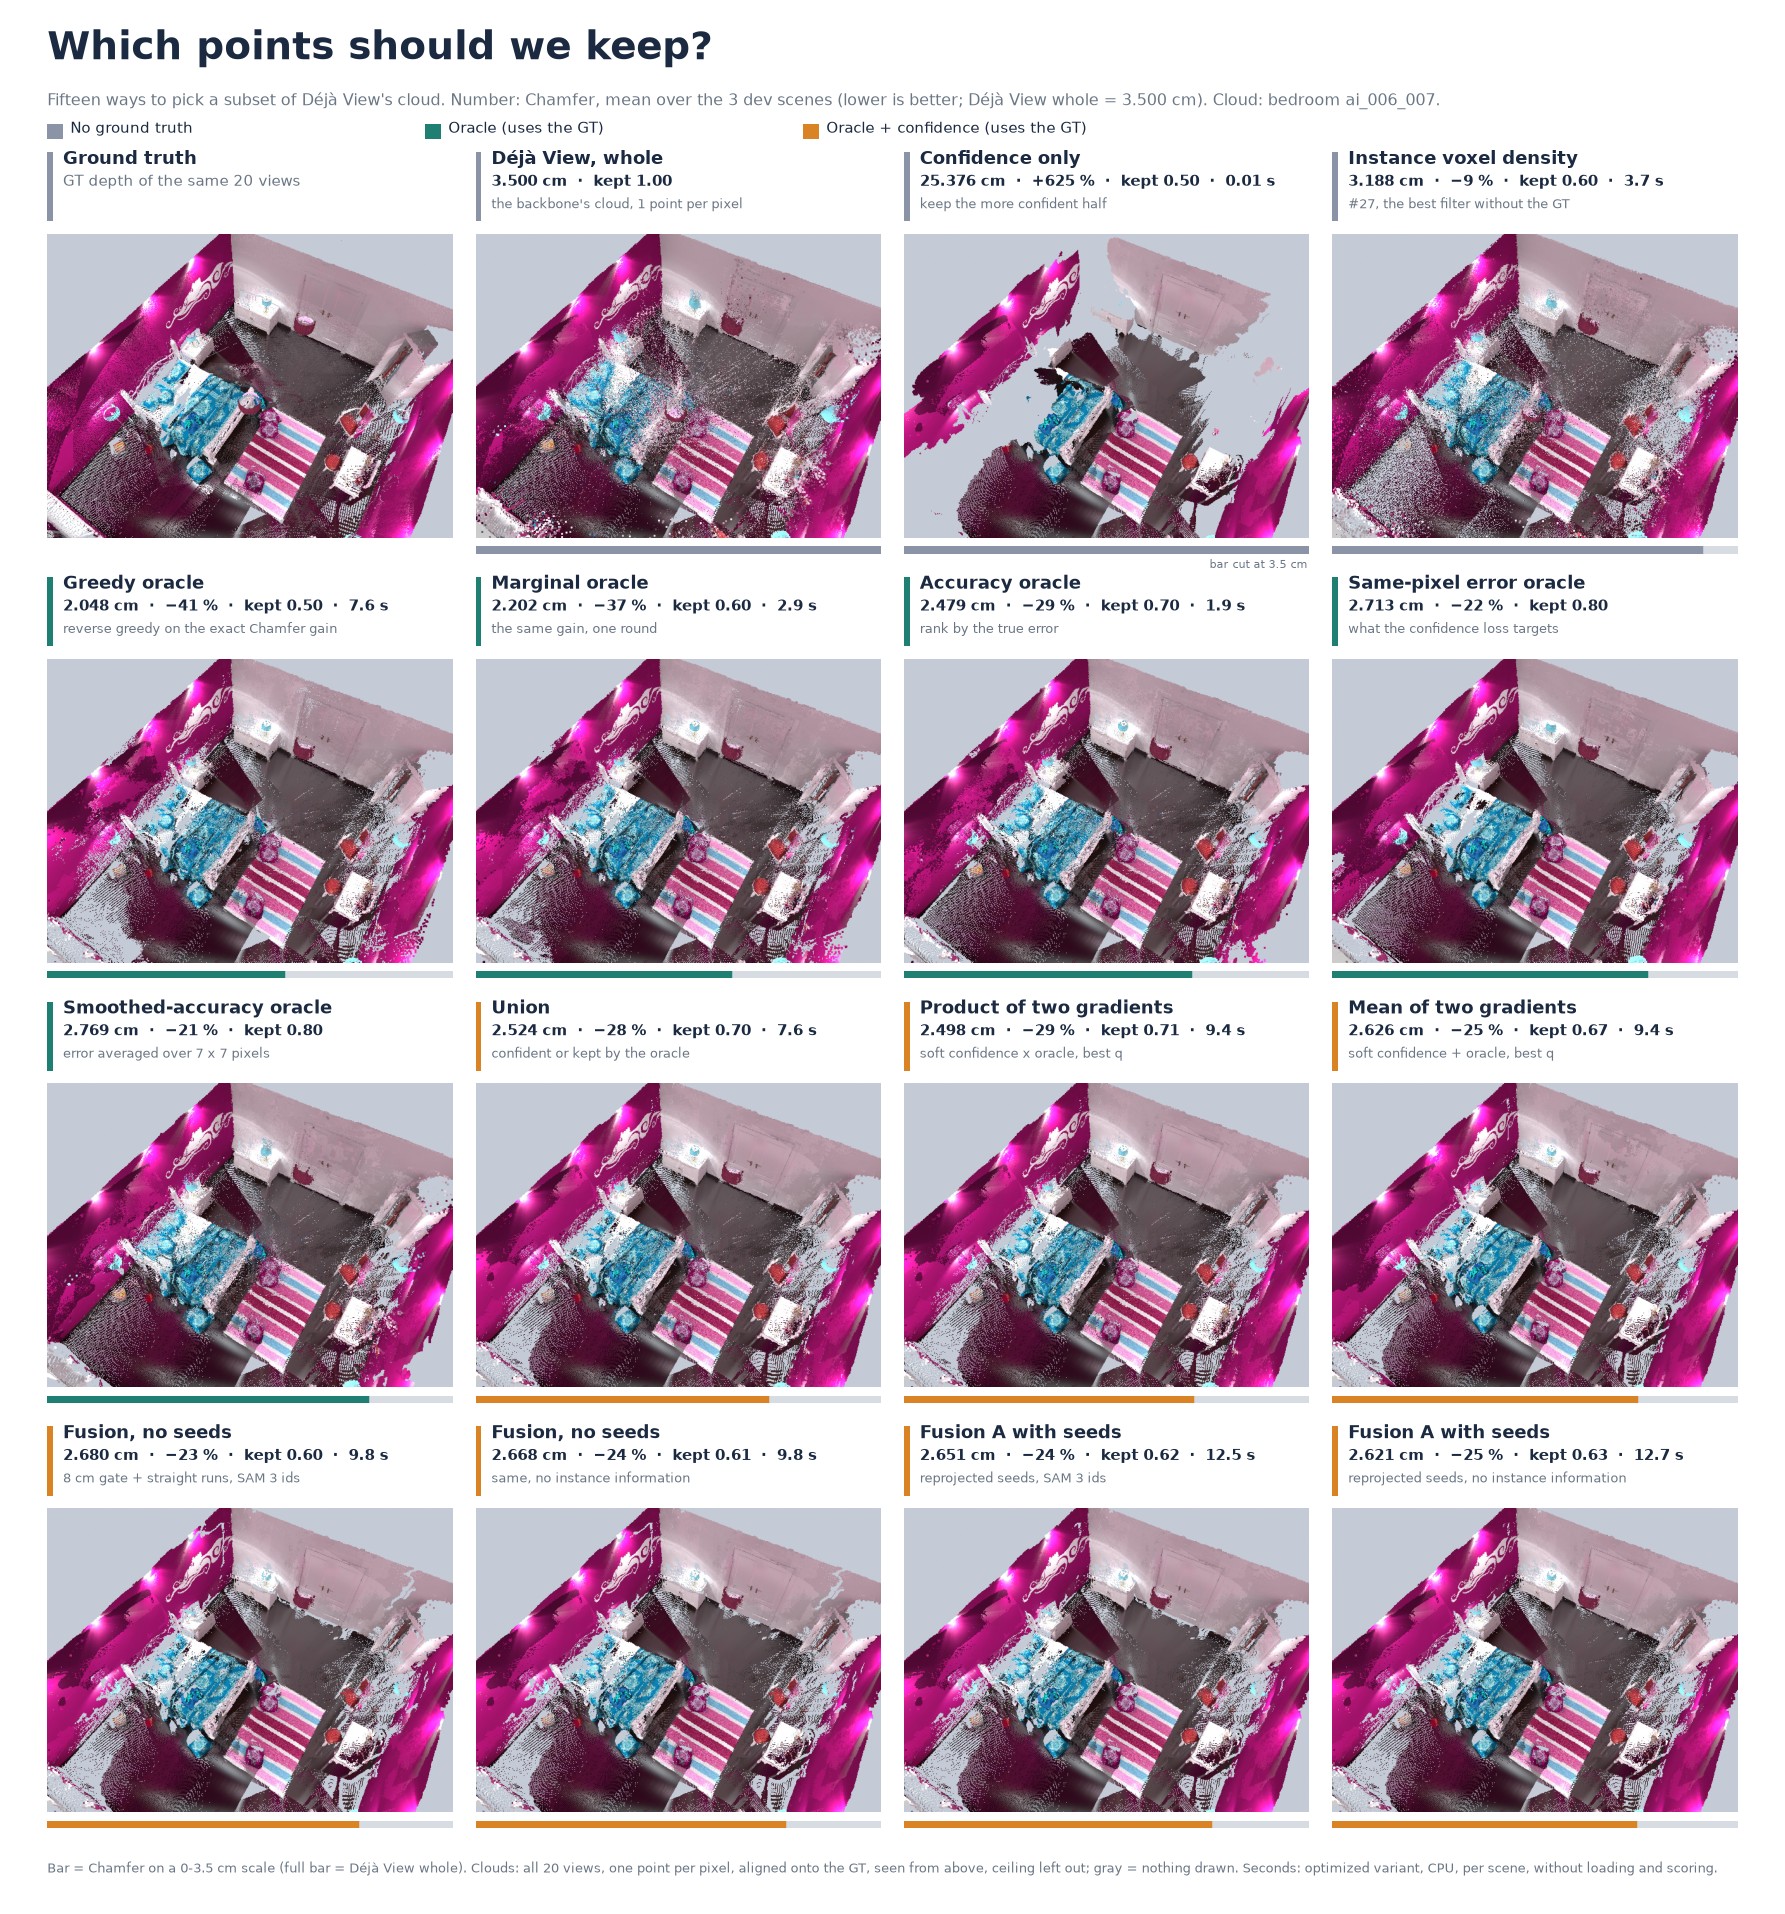 Which points should we keep?
Fifteen ways to pick a subset of Déjà View's cloud. Number: Chamfer, mean over the 3 dev scenes (lower is better; Déjà View whole = 3.500 cm). Cloud: bedroom ai_006_007.
No ground truth
Oracle (uses the GT)
Oracle + confidence (uses the GT)
Ground truth
GT depth of the same 20 views
Déjà View, whole
3.500 cm · kept 1.00
the backbone's cloud, 1 point per pixel
Confidence only
25.376 cm · +625 % · kept 0.50 · 0.01 s
keep the more confident half
Instance voxel density
3.188 cm · −9 % · kept 0.60 · 3.7 s
#27, the best filter without the GT
bar cut at 3.5 cm
Greedy oracle
2.048 cm · −41 % · kept 0.50 · 7.6 s
reverse greedy on the exact Chamfer gain
Marginal oracle
2.202 cm · −37 % · kept 0.60 · 2.9 s
the same gain, one round
Accuracy oracle
2.479 cm · −29 % · kept 0.70 · 1.9 s
rank by the true error
Same-pixel error oracle
2.713 cm · −22 % · kept 0.80
what the confidence loss targets
Smoothed-accuracy oracle
2.769 cm · −21 % · kept 0.80
error averaged over 7 x 7 pixels
Union
2.524 cm · −28 % · kept 0.70 · 7.6 s
confident or kept by the oracle
Product of two gradients
2.498 cm · −29 % · kept 0.71 · 9.4 s
soft confidence x oracle, best q
Mean of two gradients
2.626 cm · −25 % · kept 0.67 · 9.4 s
soft confidence + oracle, best q
Fusion, no seeds
2.680 cm · −23 % · kept 0.60 · 9.8 s
8 cm gate + straight runs, SAM 3 ids
Fusion, no seeds
2.668 cm · −24 % · kept 0.61 · 9.8 s
same, no instance information
Fusion A with seeds
2.651 cm · −24 % · kept 0.62 · 12.5 s
reprojected seeds, SAM 3 ids
Fusion A with seeds
2.621 cm · −25 % · kept 0.63 · 12.7 s
reprojected seeds, no instance information
Bar = Chamfer on a 0-3.5 cm scale (full bar = Déjà View whole). Clouds: all 20 views, one point per pixel, aligned onto the GT, seen from above, ceiling left out; gray = nothing drawn. Seconds: optimized variant, CPU, per scene, without loading and scoring.